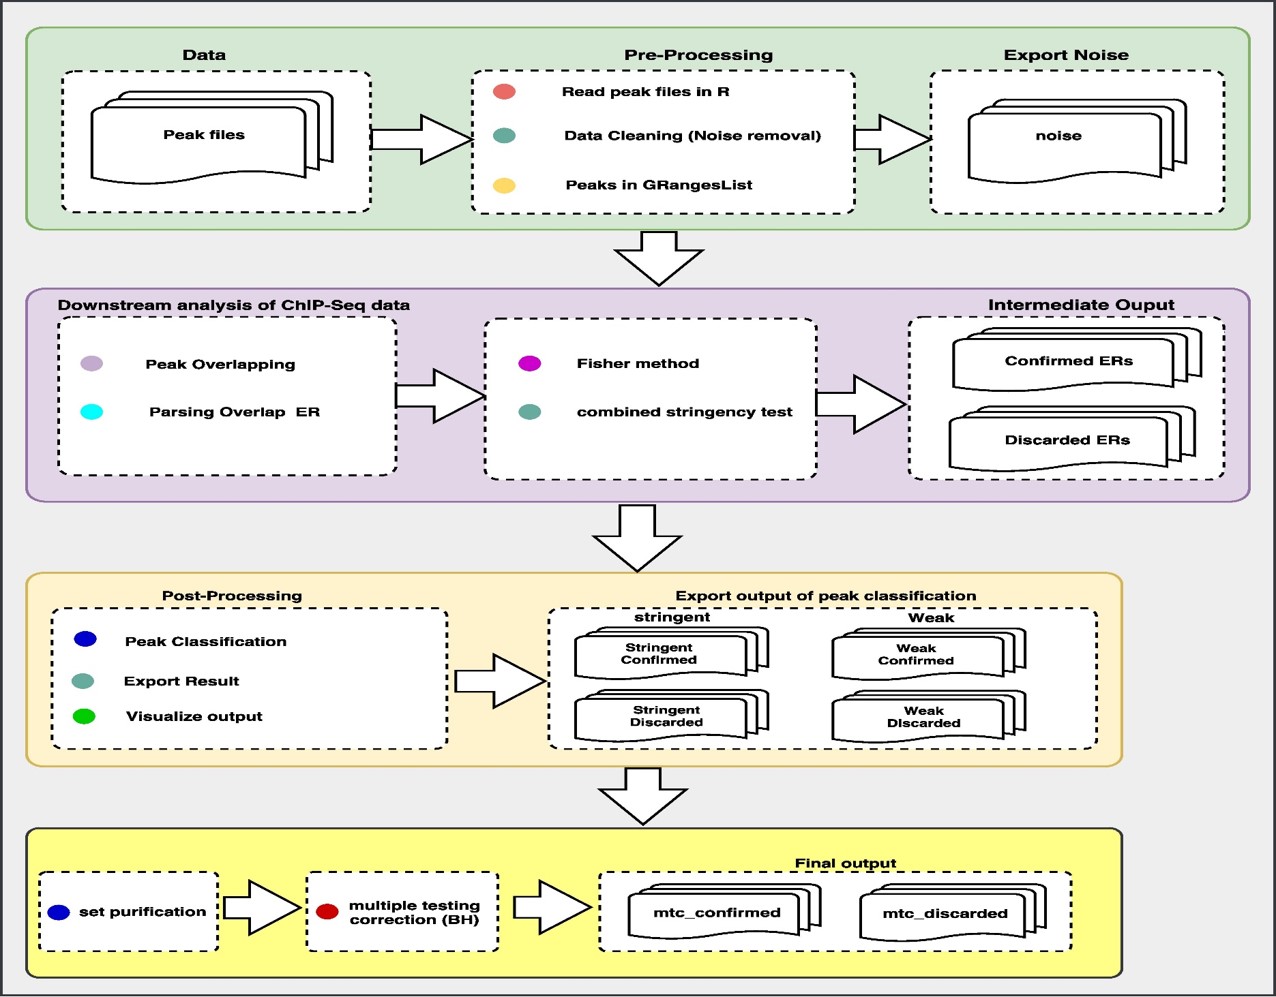 Data
Pre-Processing
Export Noise
Peak files
Read peak files in R
Data Cleaning (Noise removal)
Peaks in GRangesList
noise
Downstream analysis of ChIP-Seq data
Intermediate Ouput
Peak Overlapping
Parsing Overlap ER
Fisher method
combined stringency test
Confirmed ERs
Discarded ERs
Post-Processing
Export output of peak classification
Peak Classification
Export Result
Visualize output
stringent
Weak
Stringent
Confirmed
Weak
Confirmed
Stringent
Discarded
Weak
DIscarded
Final output
set purification
multiple testing
correction (BH)
mtc_confirmed
mtc_discarded